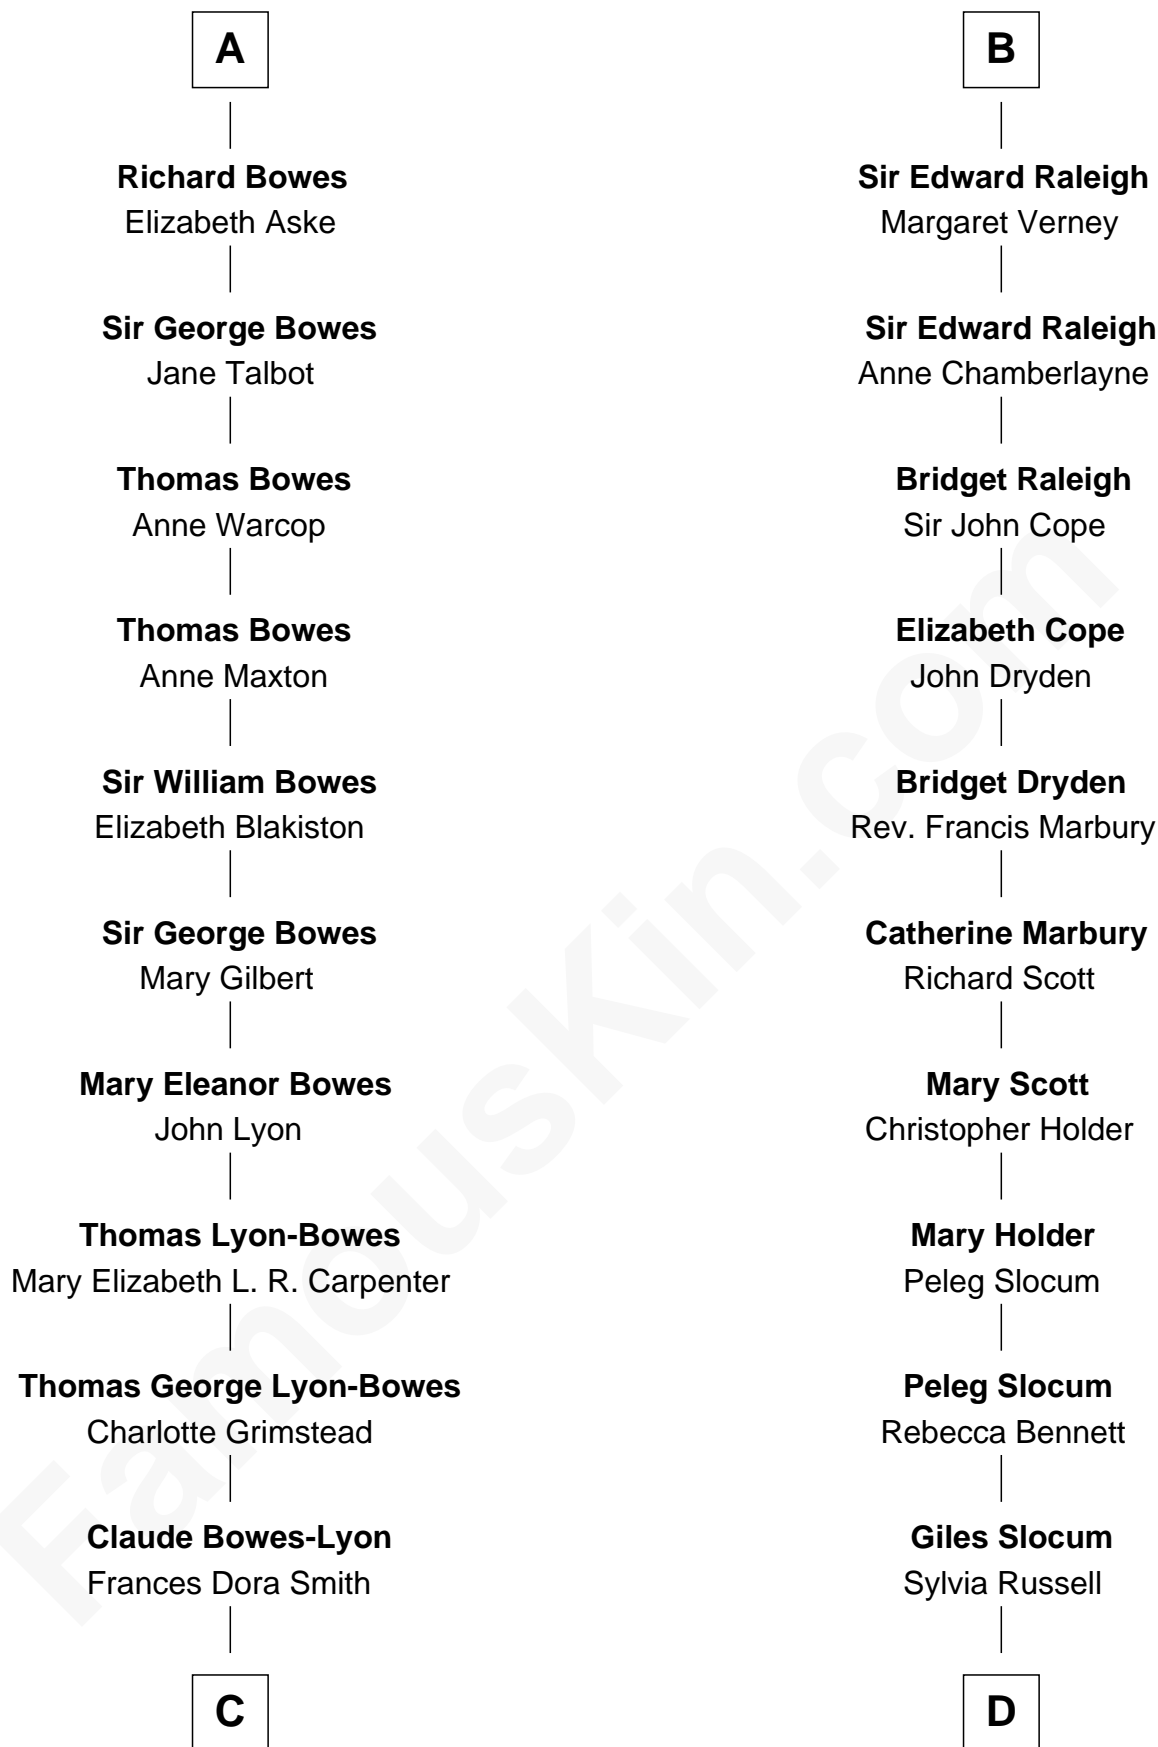 A
Richard Bowes
Elizabeth Aske
Sir George Bowes
Jane Talbot
Thomas Bowes
Anne Warcop
Thomas Bowes
Anne Maxton
Sir William Bowes
Elizabeth Blakiston
Sir George Bowes
Mary Gilbert
Mary Eleanor Bowes
John Lyon
Thomas Lyon-Bowes
Mary Elizabeth L. R. Carpenter
Thomas George Lyon-Bowes
Charlotte Grimstead
Claude Bowes-Lyon
Frances Dora Smith
C
B
Sir Edward Raleigh
Margaret Verney
Sir Edward Raleigh
Anne Chamberlayne
Bridget Raleigh
Sir John Cope
Elizabeth Cope
John Dryden
Bridget Dryden
Rev. Francis Marbury
Catherine Marbury
Richard Scott
Mary Scott
Christopher Holder
Mary Holder
Peleg Slocum
Peleg Slocum
Rebecca Bennett
Giles Slocum
Sylvia Russell
D
FamousKin.com